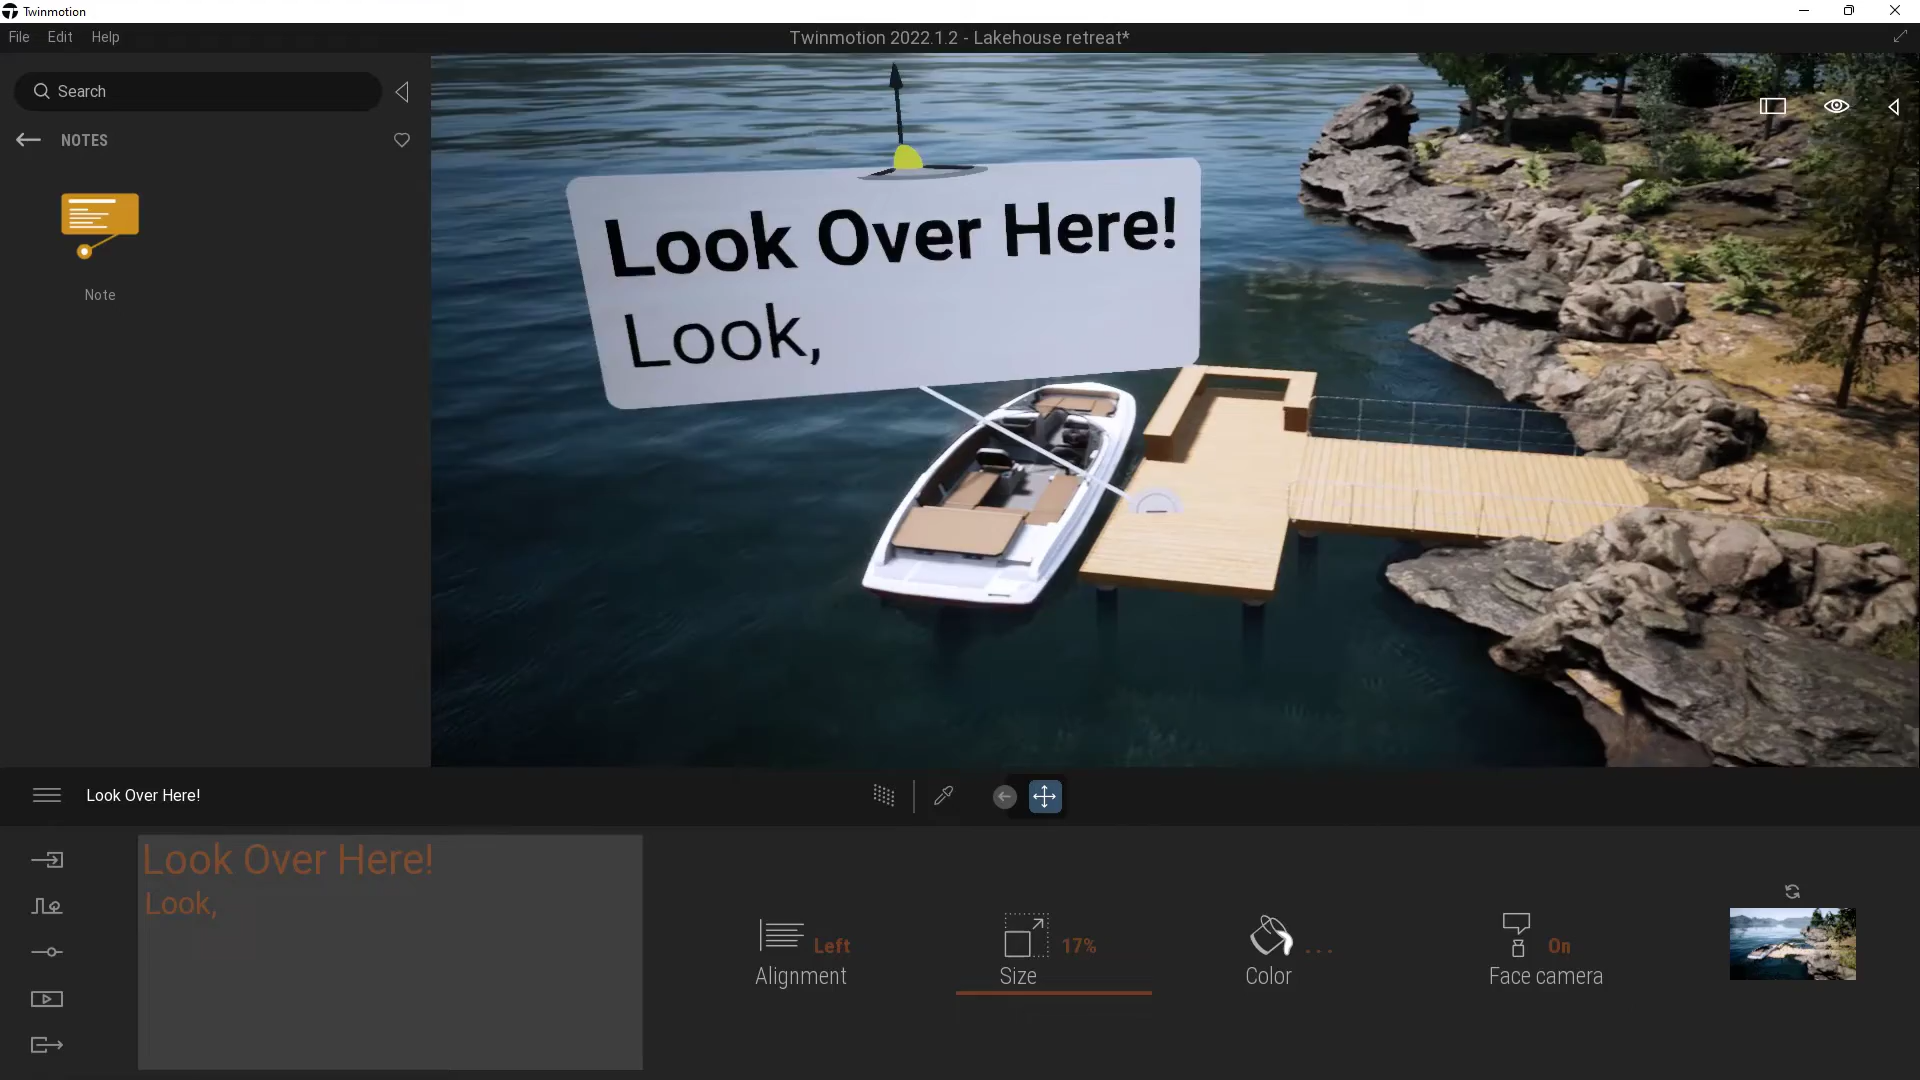 Twinmotion
File Edit Help
Twinmotion 2022.1.2 - Lakehouse retreat*
Search
NOTES
Note
Look Over Here!
Look,
Look Over Here!
Look Over Here!
Look,
Left
Alignment
17%
Size
...
Color
On
Face camera